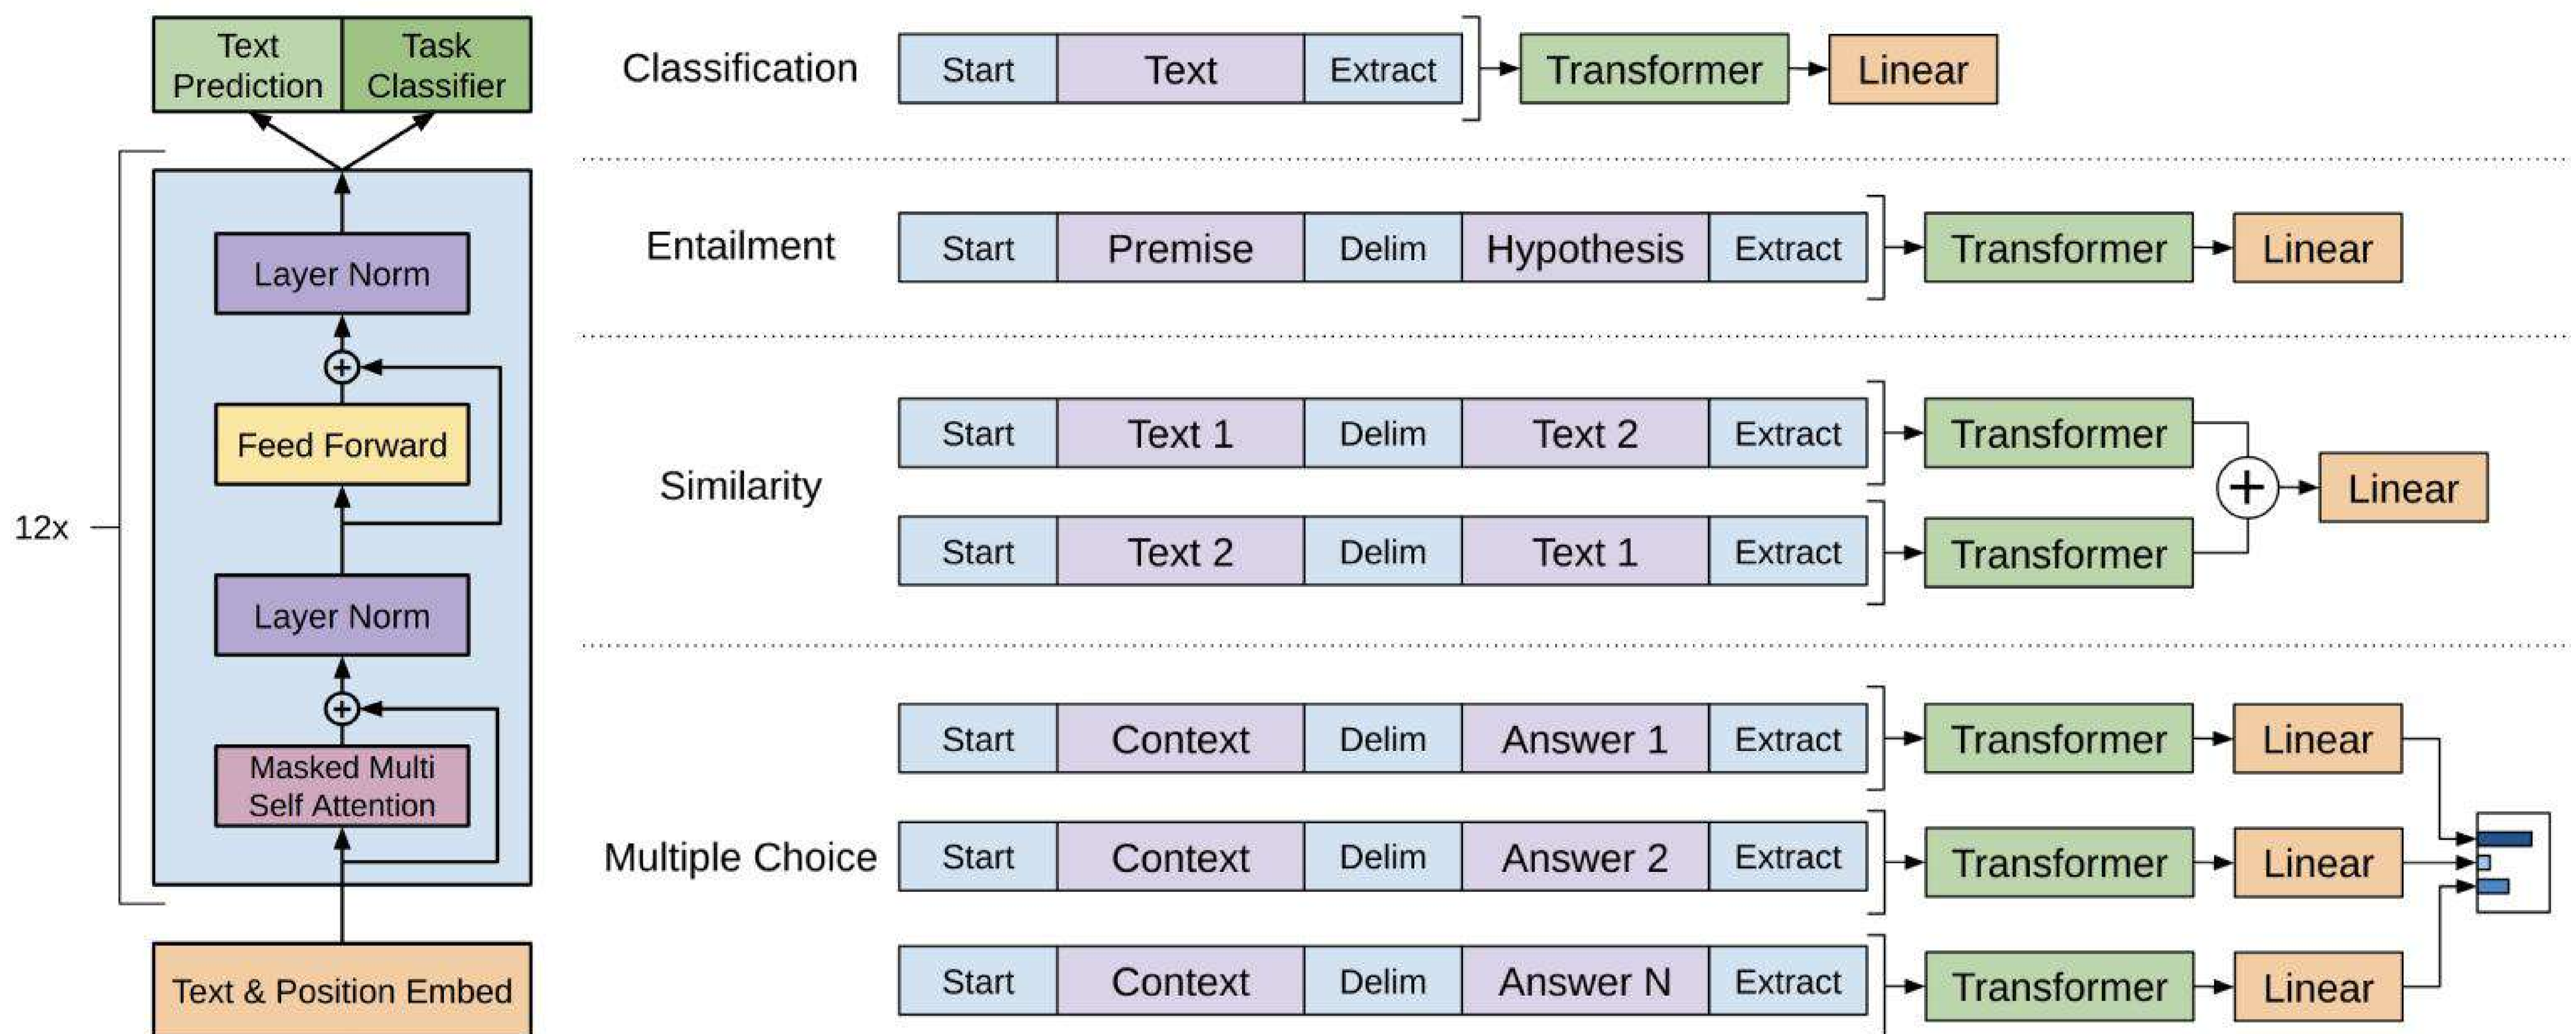 Text
Prediction
Task
Classifier
Layer Norm
Feed Forward
12x
Layer Norm
Masked Multi
Self Attention
Text & Position Embed
Classification
Start Text Extract Transformer Linear
Entailment
Start Premise Delim Hypothesis Extract Transformer Linear
Similarity
Start Text 1 Delim Text 2 Extract Transformer
+ Linear
Start Text 2 Delim Text 1 Extract Transformer
Multiple Choice
Start Context Delim Answer 1 Extract Transformer Linear
Start Context Delim Answer 2 Extract Transformer Linear
Start Context Delim Answer N Extract Transformer Linear